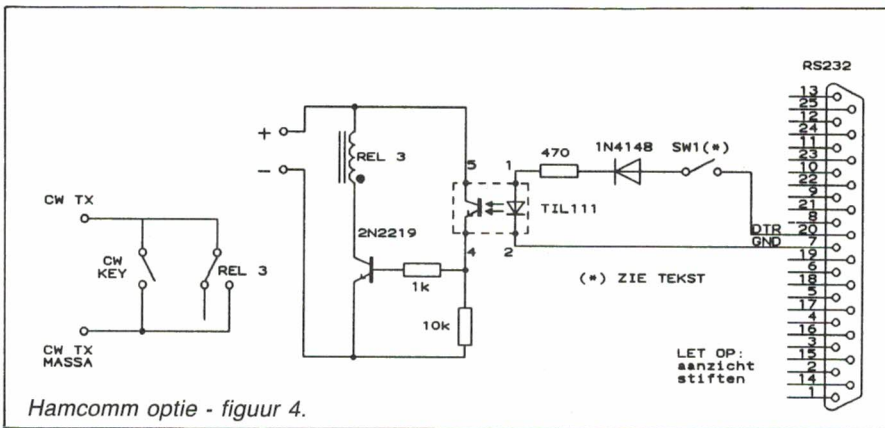 RS232
13
25
12
24
11
23
10
22
9
21
8
DTR 20
GND 7
19
6
18
5
17
4
16
3
15
2
14
1
+
-
REL 3
5
1
470
1N4148
SW1(*)
TIL111
4
2
2N2219
1k
10k
(*) ZIE TEKST
CW TX
CW
KEY
REL 3
CW TX
MASSA
LET OP:
aanzicht
stiften
Hamcomm optie - figuur 4.